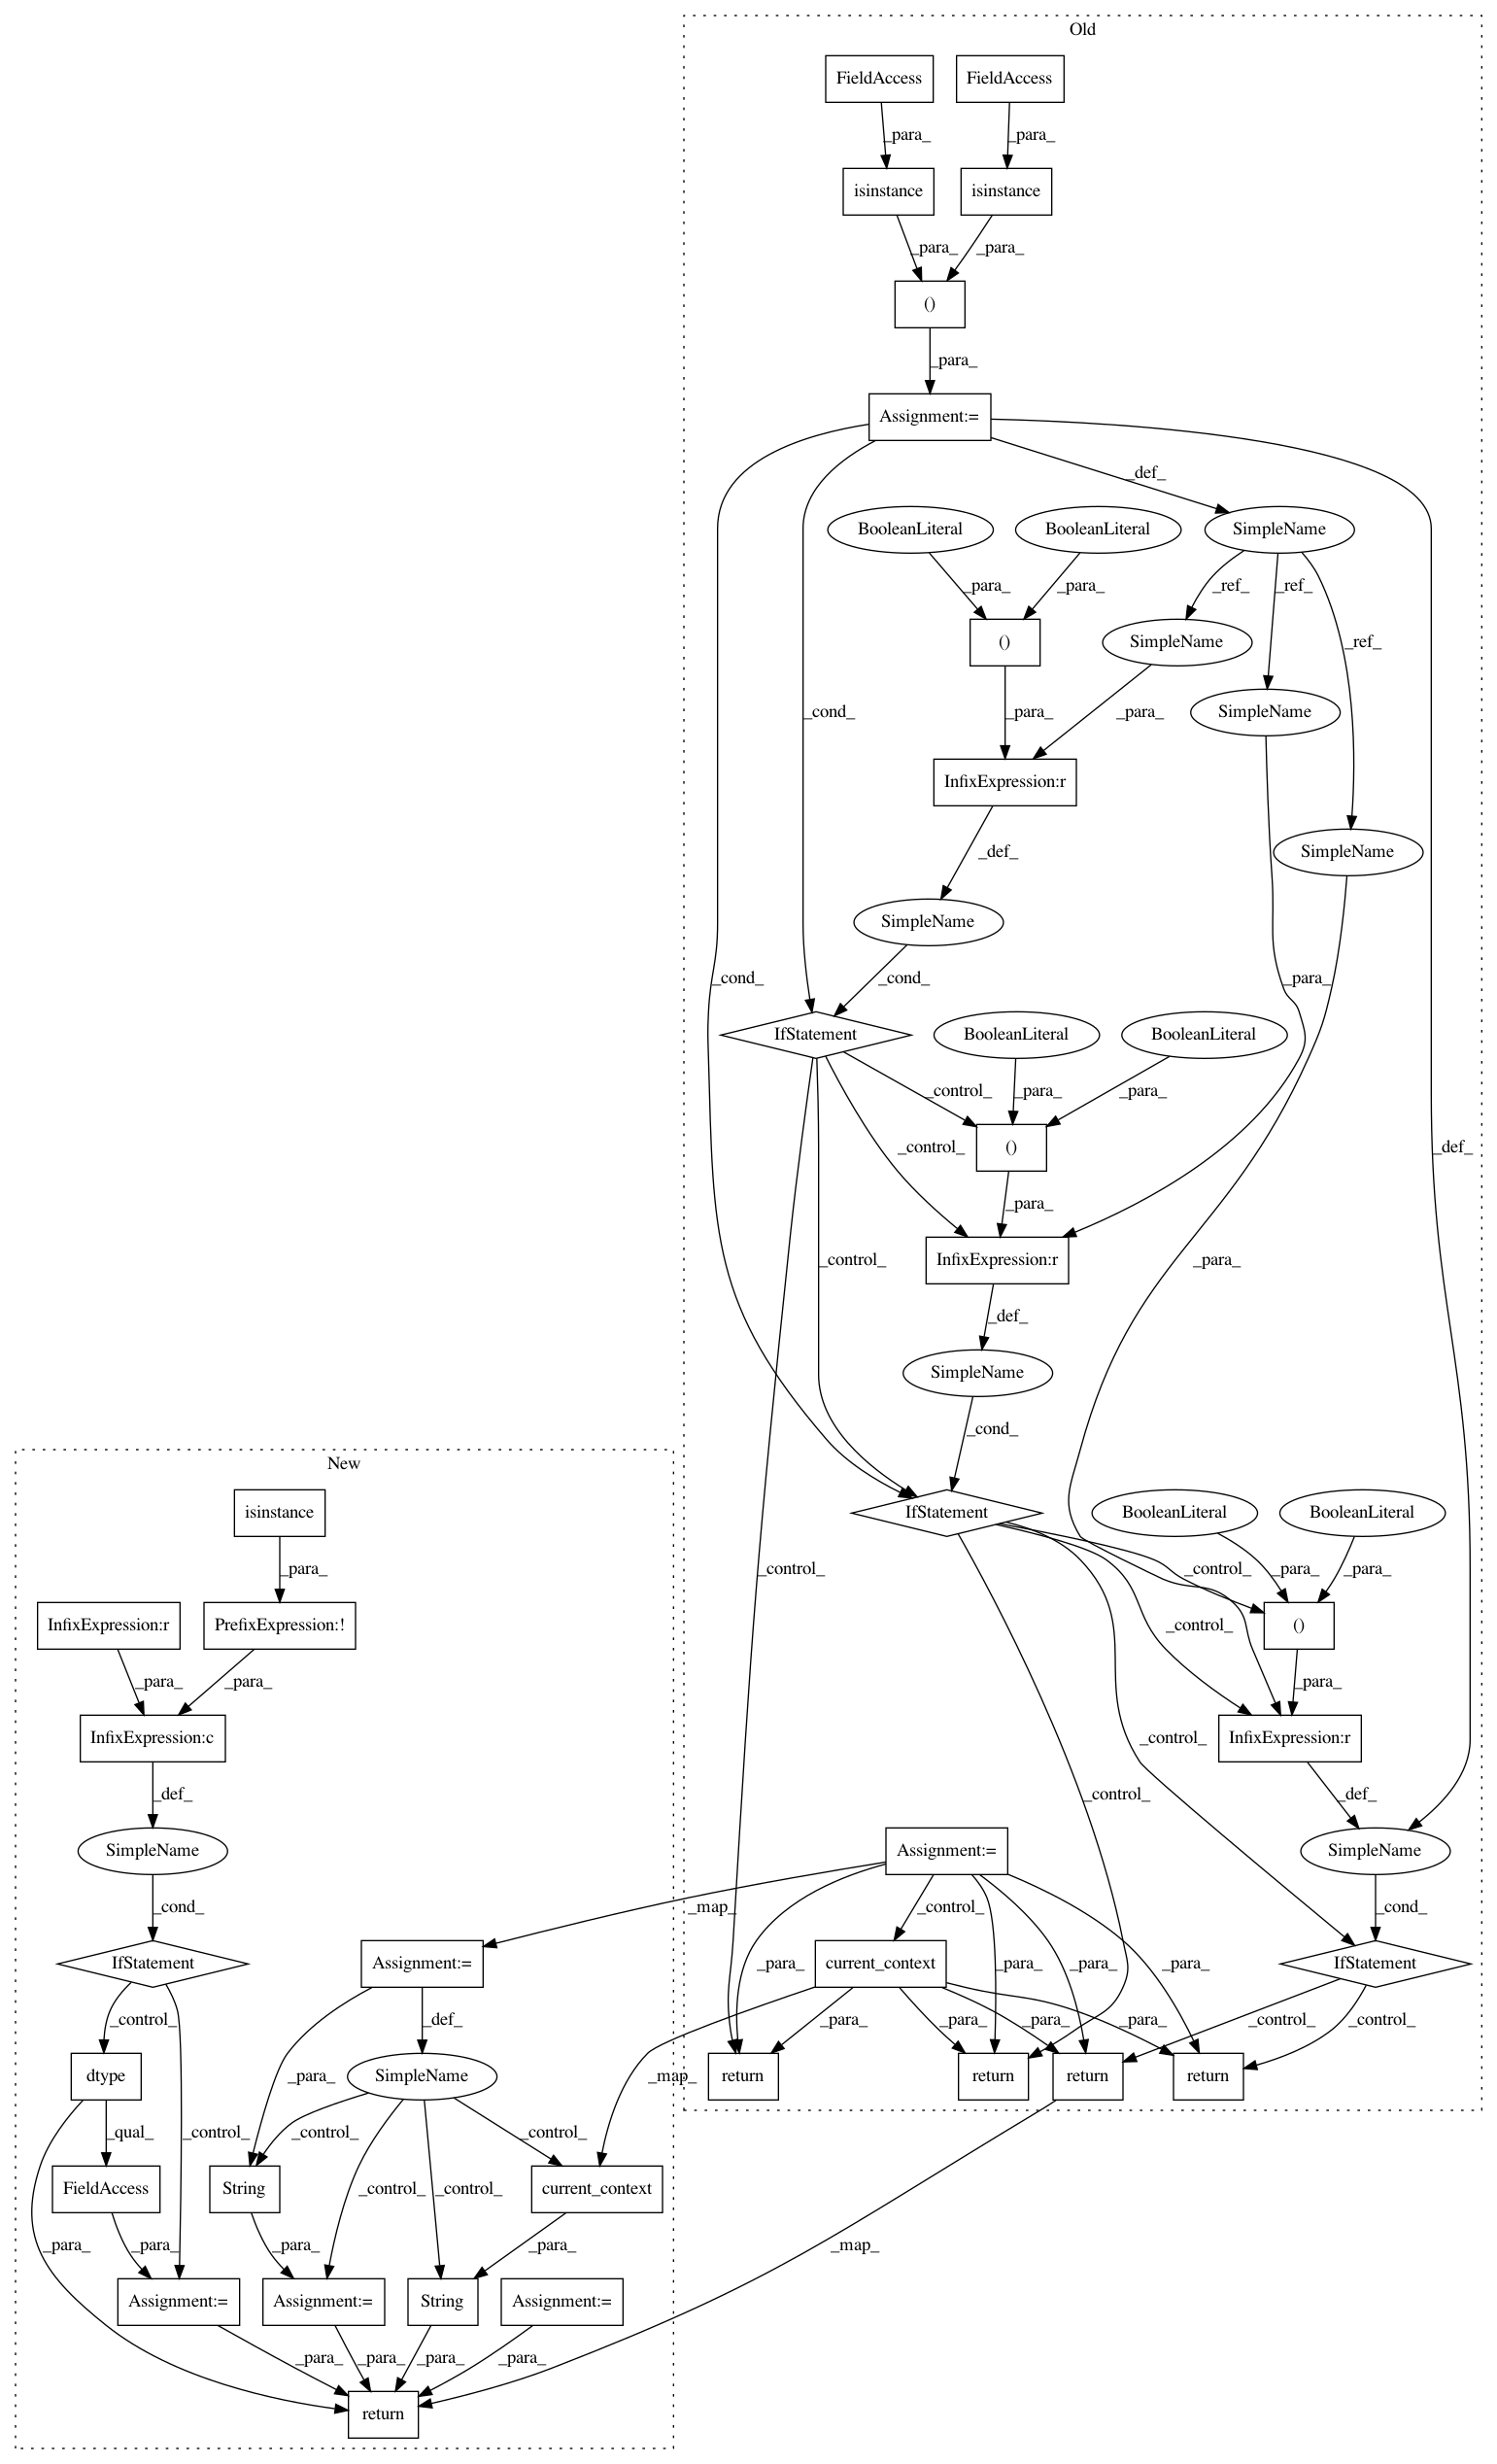 Old
FieldAccess
FieldAccess
_para_
_para_
isinstance
isinstance
_para_
_para_
()
_para_
Assignment:=
_def_
BooleanLiteral
BooleanLiteral
SimpleName
_para_
_para_
_ref_
_ref_
_ref_
()
SimpleName
SimpleName
_cond_
_para_
_para_
InfixExpression:r
SimpleName
_def_
SimpleName
_cond_
_cond_
_para_
IfStatement
BooleanLiteral
BooleanLiteral
_control_
_para_
_para_
()
_control_
_def_
_para_
InfixExpression:r
_control_
_para_
_def_
SimpleName
_cond_
New
IfStatement
BooleanLiteral
BooleanLiteral
isinstance
_para_
_control_
_control_
_para_
_para_
InfixExpression:r
PrefixExpression:!
()
_control_
_para_
_para_
_para_
InfixExpression:c
InfixExpression:r
_control_
_def_
_control_
_def_
SimpleName
Assignment:=
SimpleName
_cond_
_map_
_control_
_cond_
IfStatement
Assignment:=
current_context
_para_
_para_
_para_
_para_
IfStatement
_control_
_def_
_para_
_para_
_para_
_para_
_control_
_control_
dtype
_para_
SimpleName
_map_
return
return
return
return
_qual_
_control_
_control_
_control_
_control_
_control_
FieldAccess
String
current_context
_para_
_para_
_para_
_para_
_map_
Assignment:=
Assignment:=
String
Assignment:=
_para_
_para_
_para_
_para_
return